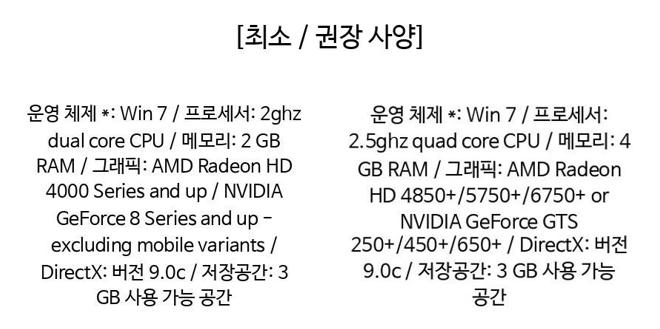 [최소 / 권장 사양]
운영 체제 *: Win 7 / 프로세서: 2ghz
dual core CPU / 메모리: 2 GB
RAM / 그래픽: AMD Radeon HD
4000 Series and up / NVIDIA
GeForce 8 Series and up –
excluding mobile variants /
DirectX: 버전 9.0c / 저장공간: 3
GB 사용 가능 공간
운영 체제 *: Win 7 / 프로세서:
2.5ghz quad core CPU / 메모리: 4
GB RAM / 그래픽: AMD Radeon
HD 4850+/5750+/6750+ or
NVIDIA GeForce GTS
250+/450+/650+ / DirectX: 버전
9.0c / 저장공간: 3 GB 사용 가능
공간